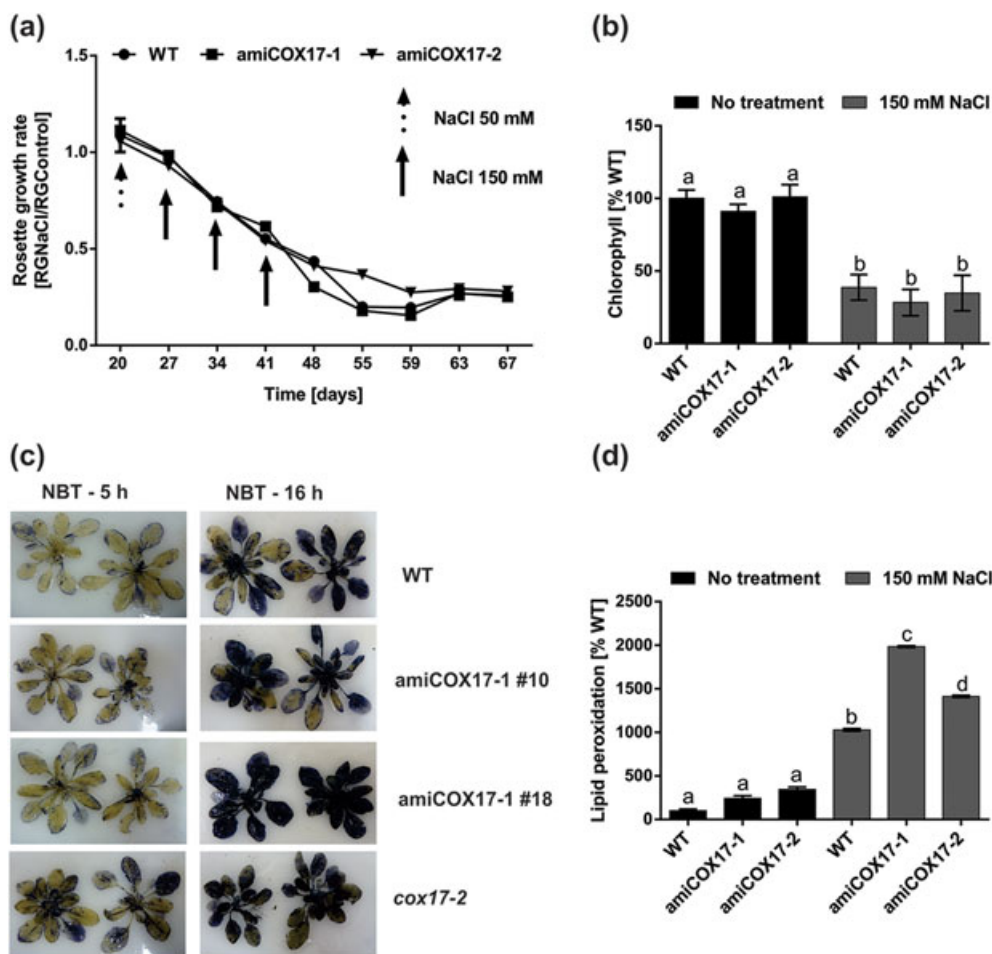 (a)
WT amiCOX17-1 amiCOX17-2
1.5
1.0
0.5
0.0
Rosette growth rate
[RGNaCl/RGControl]
NaCl 50 mM
NaCl 150 mM
20 27 34 41 48 55 59 63 67
Time [days]
(b)
No treatment 150 mM NaCl
150
100
50
0
Chlorophyll [% WT]
a a a b b b
WT amiCOX17-1 amiCOX17-2 WT amiCOX17-1 amiCOX17-2
(c)
NBT - 5 h NBT - 16 h
WT
amiCOX17-1 #10
amiCOX17-1 #18
cox17-2
(d)
No treatment 150 mM NaCl
2500
2000
1500
1000
500
0
Lipid peroxidation [% WT]
a a a b c d
WT amiCOX17-1 amiCOX17-2 WT amiCOX17-1 amiCOX17-2